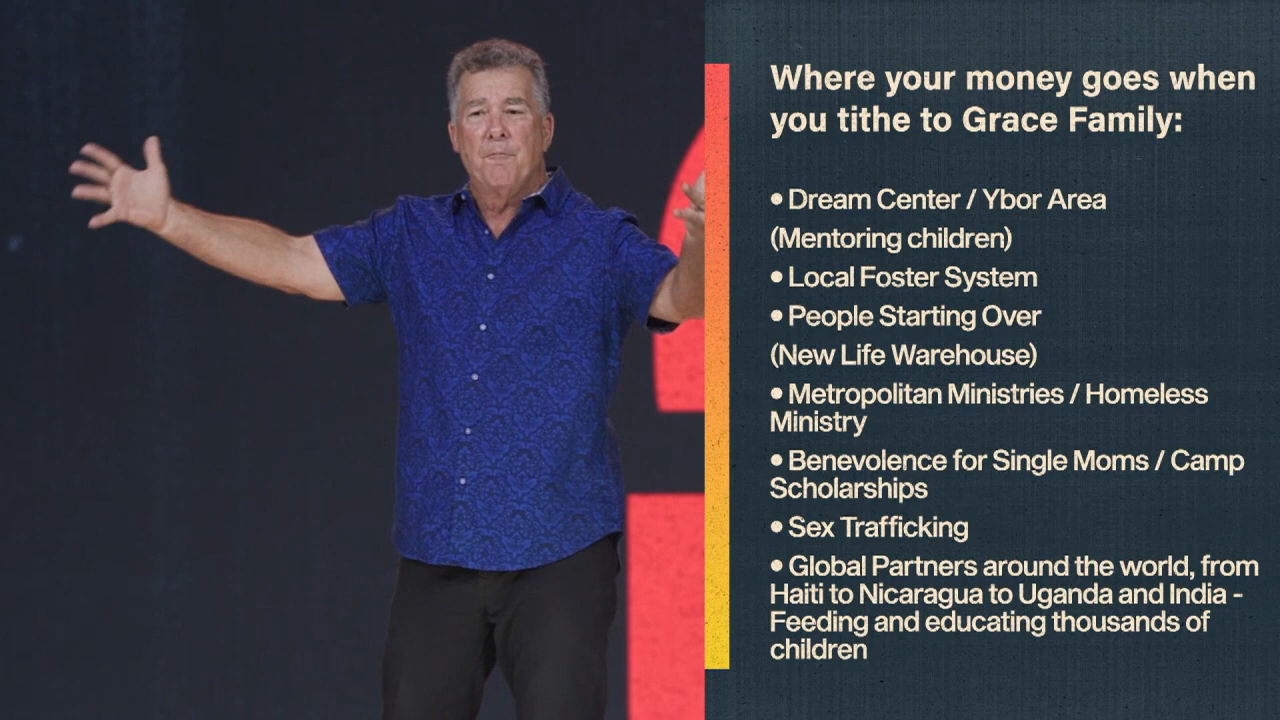 Where your money goes when
you tithe to Grace Family:
• Dream Center / Ybor Area
(Mentoring children)
• Local Foster System
• People Starting Over
(New Life Warehouse)
• Metropolitan Ministries / Homeless
Ministry
• Benevolence for Single Moms / Camp
Scholarships
• Sex Trafficking
• Global Partners around the world, from
Haiti to Nicaragua to Uganda and India -
Feeding and educating thousands of
children